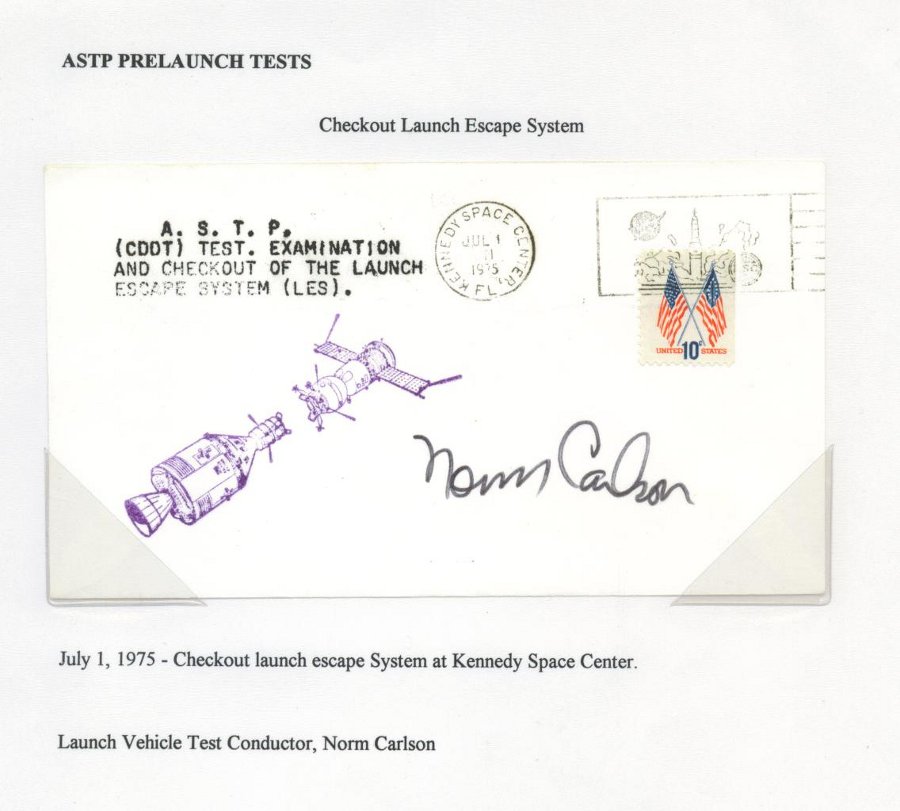 ASTP PRELAUNCH TESTS
Checkout Launch Escape System
A. S. T. P.
(CDDT) TEST. EXAMINATION
AND CHECKOUT OF THE LAUNCH
ESCAPE SYSTEM (LES).
KENNEDY SPACE CENTER, FL
JUL 1
1975
UNITED 10c STATES
Norm Carlson
July 1, 1975 - Checkout launch escape System at Kennedy Space Center.
Launch Vehicle Test Conductor, Norm Carlson